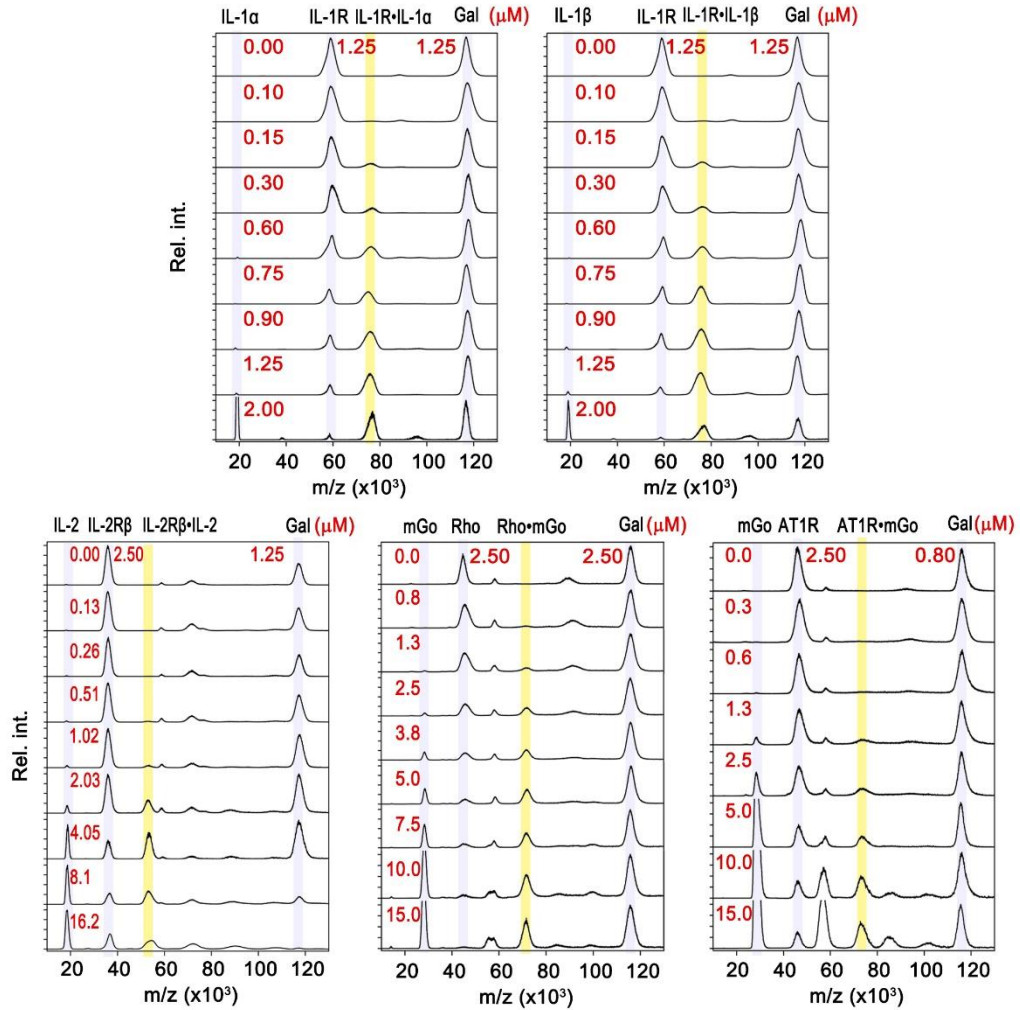 IL-1α IL-1R IL-1R•IL-1α Gal (μM)
0.00 1.25 1.25
0.10
0.15
0.30
0.60
0.75
0.90
1.25
2.00
20 40 60 80 100 120
m/z (x10³)
Rel. int.
IL-1β IL-1R IL-1R•IL-1β Gal (μM)
0.00 1.25 1.25
0.10
0.15
0.30
0.60
0.75
0.90
1.25
2.00
20 40 60 80 100 120
m/z (x10³)
IL-2 IL-2Rβ IL-2Rβ•IL-2 Gal (μM)
0.00 2.50 1.25
0.13
0.26
0.51
1.02
2.03
4.05
8.1
16.2
20 40 60 80 100 120
m/z (x10³)
Rel. int.
mGo Rho Rho•mGo Gal (μM)
0.0 2.50 2.50
0.8
1.3
2.5
3.8
5.0
7.5
10.0
15.0
20 40 60 80 100 120
m/z (x10³)
mGo AT1R AT1R•mGo Gal (μM)
0.0 2.50 0.80
0.3
0.6
1.3
2.5
5.0
10.0
15.0
20 40 60 80 100 120
m/z (x10³)